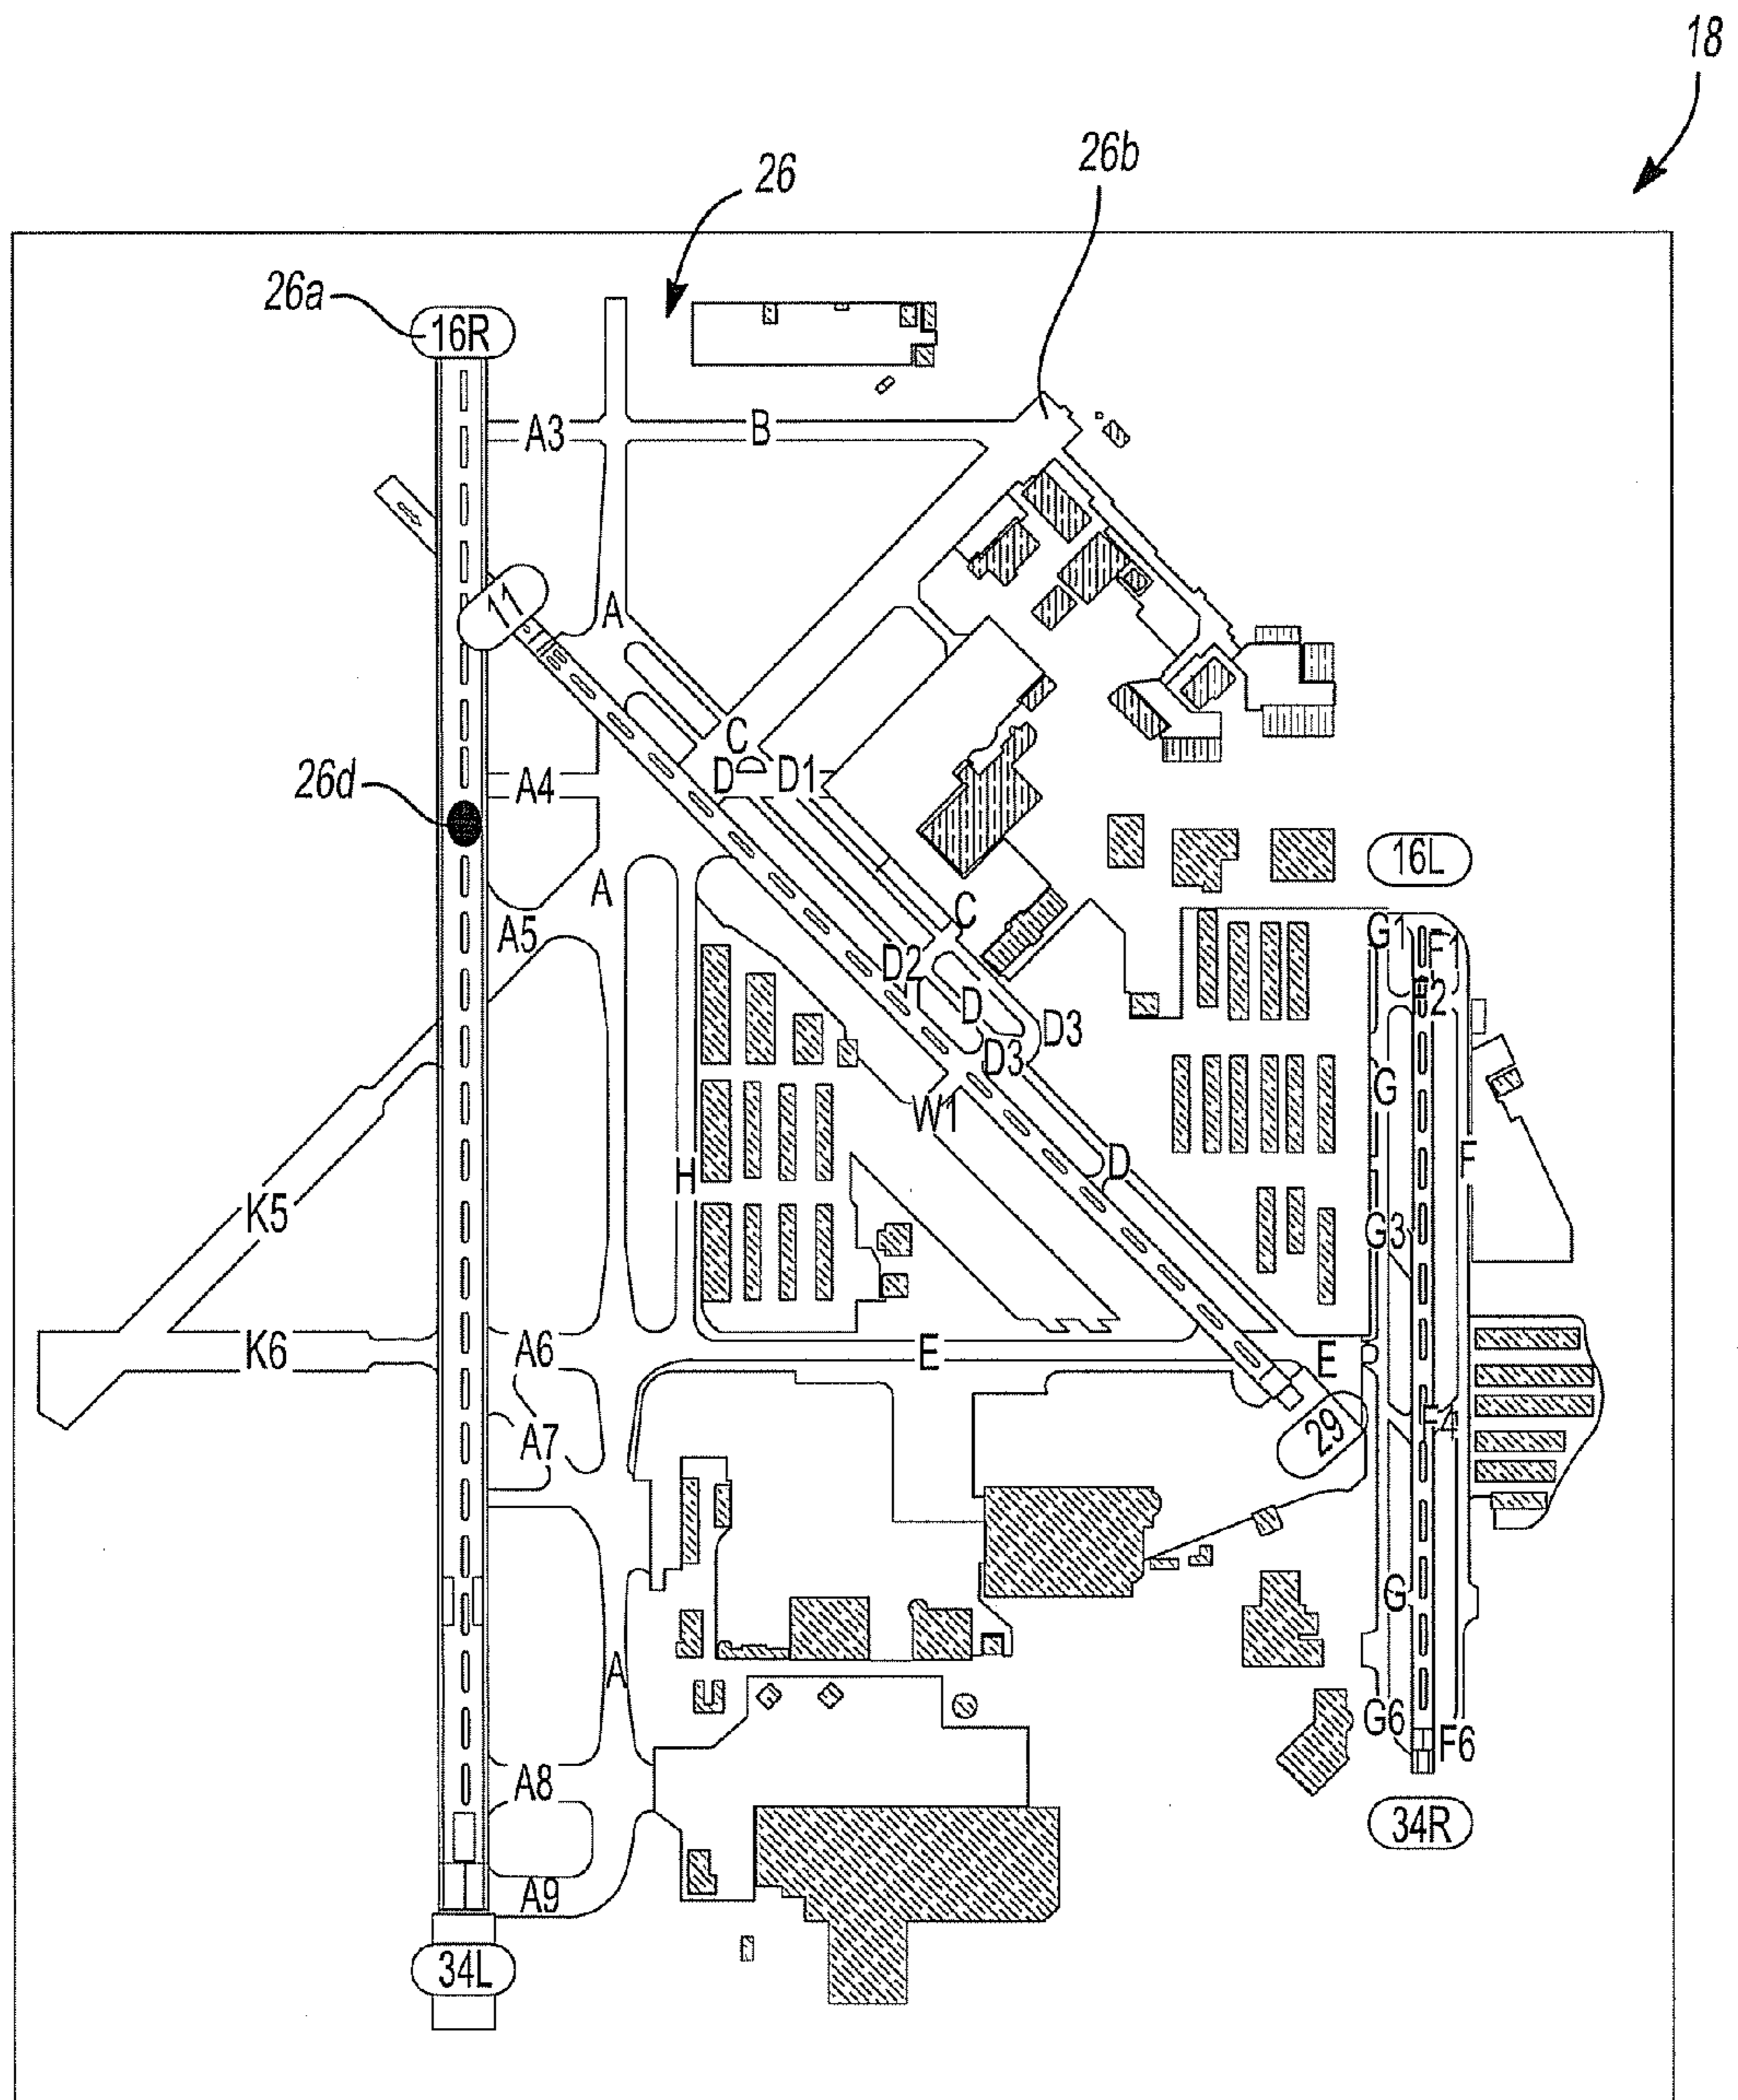 18
26
26b
26a
16R
A3
B
11
A
C
D
D1
A4
26d
16L
A
C
A5
G1
F1
D2
F2
D
D3
D3
G
W1
D
F
H
K5
G3
A6
K6
E
E
F4
29
A7
G
A
G6
F6
A8
34R
A9
34L